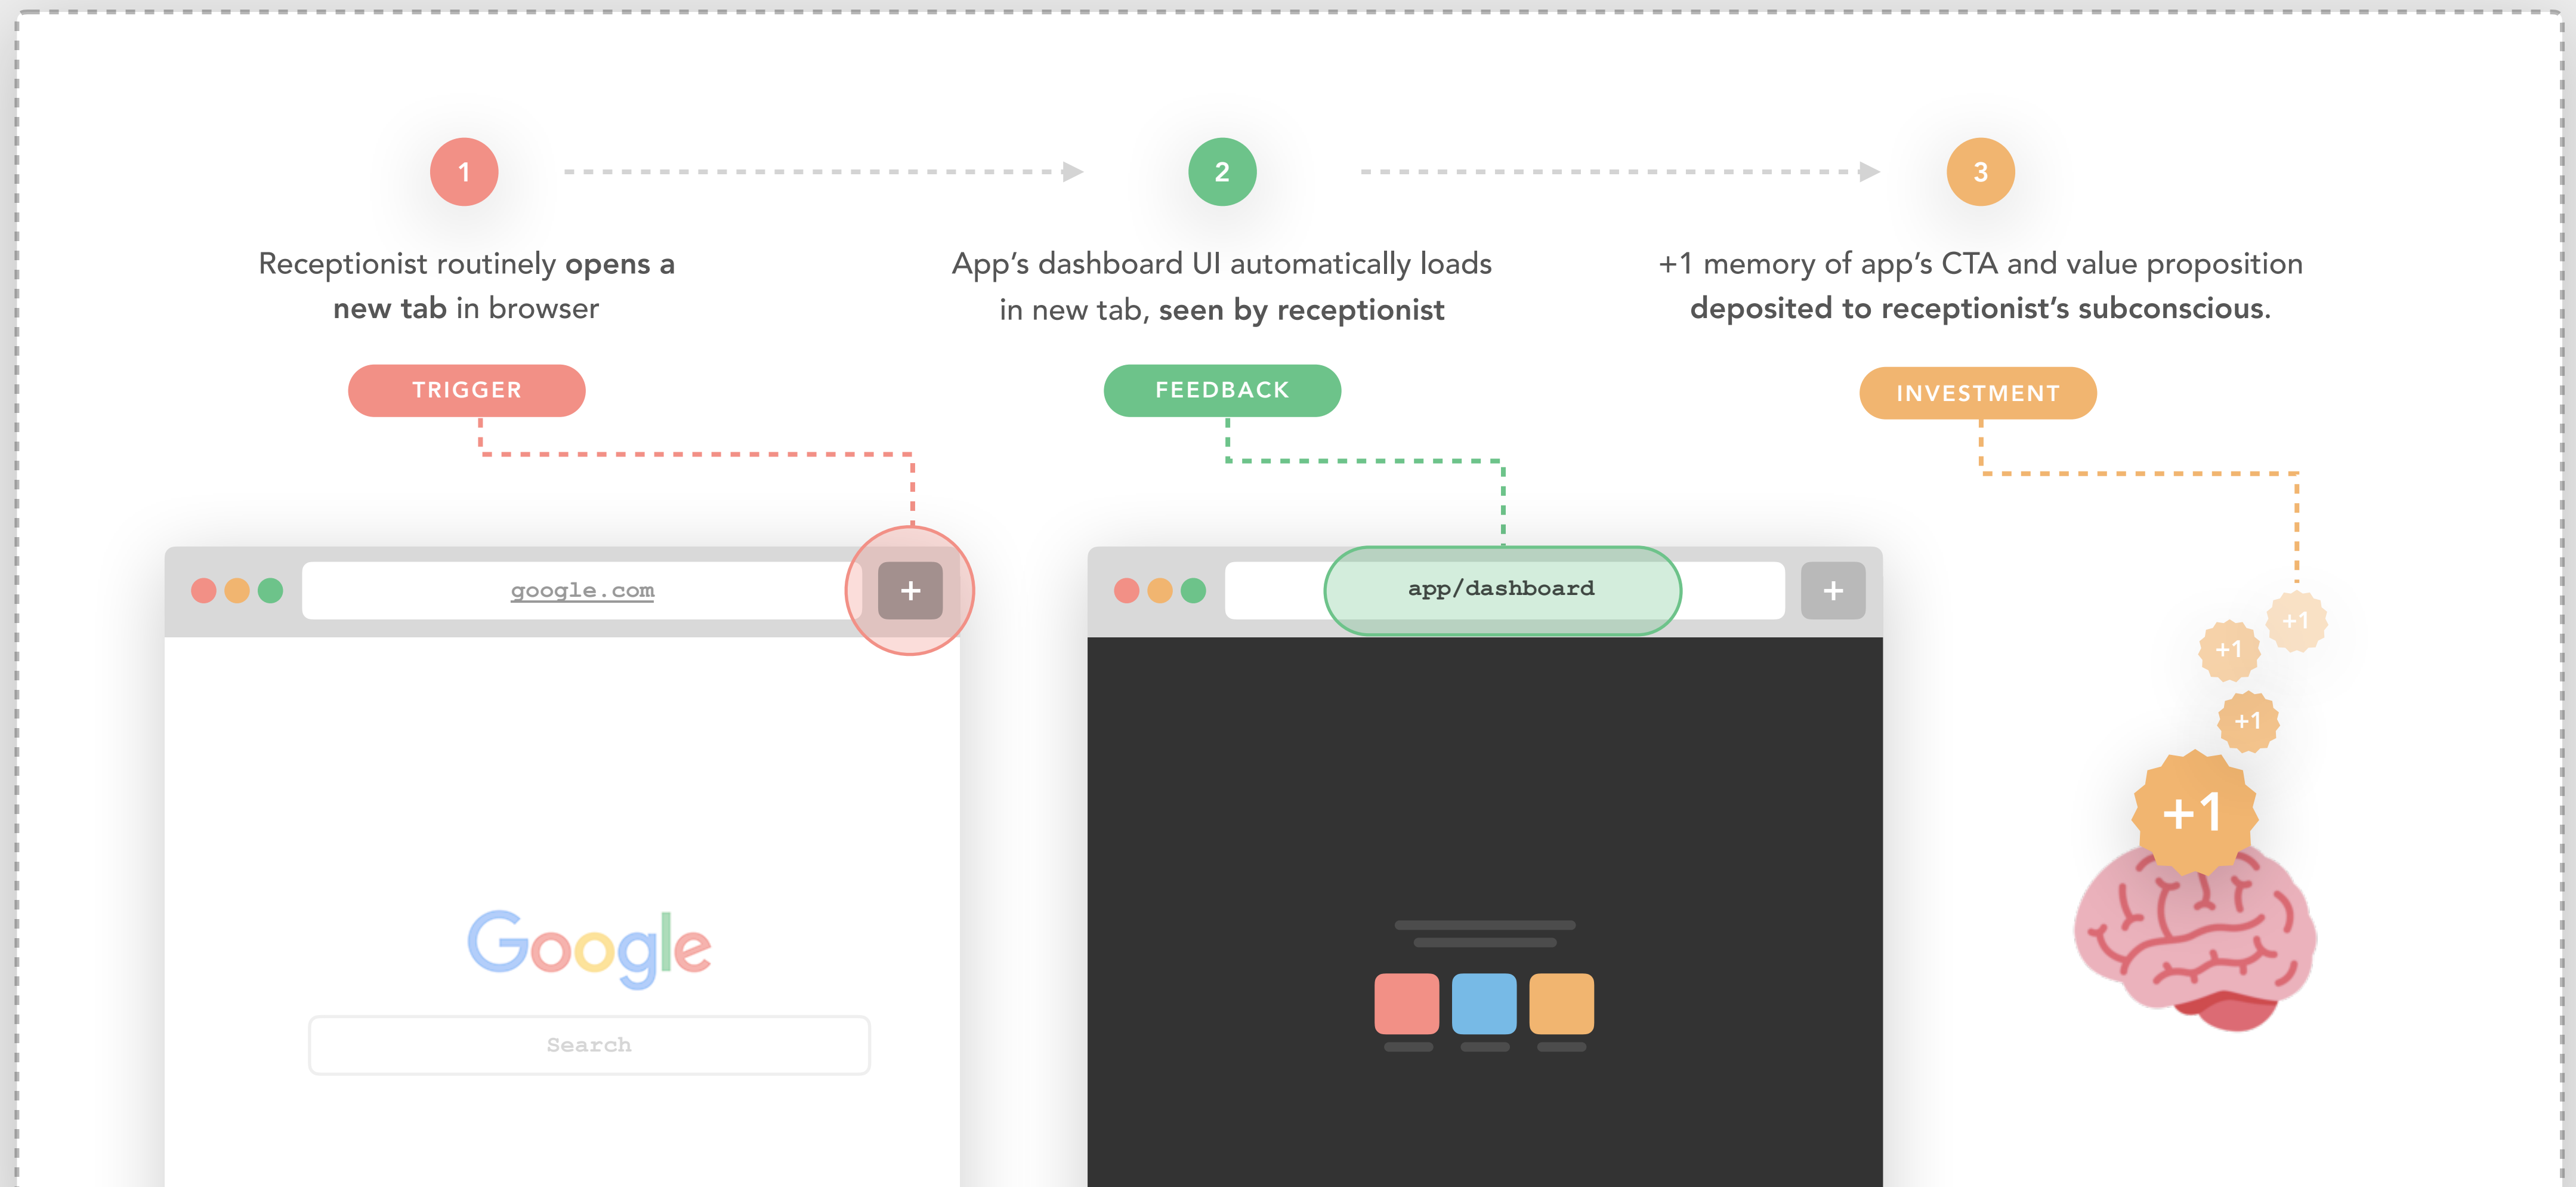 1
2
3
Receptionist routinely opens a
new tab in browser
App's dashboard UI automatically loads
in new tab, seen by receptionist
+1 memory of app's CTA and value proposition
deposited to receptionist's subconscious.
TRIGGER
FEEDBACK
INVESTMENT
google.com
+
app/dashboard
+
Google
Search
+1
+1
+1
+1